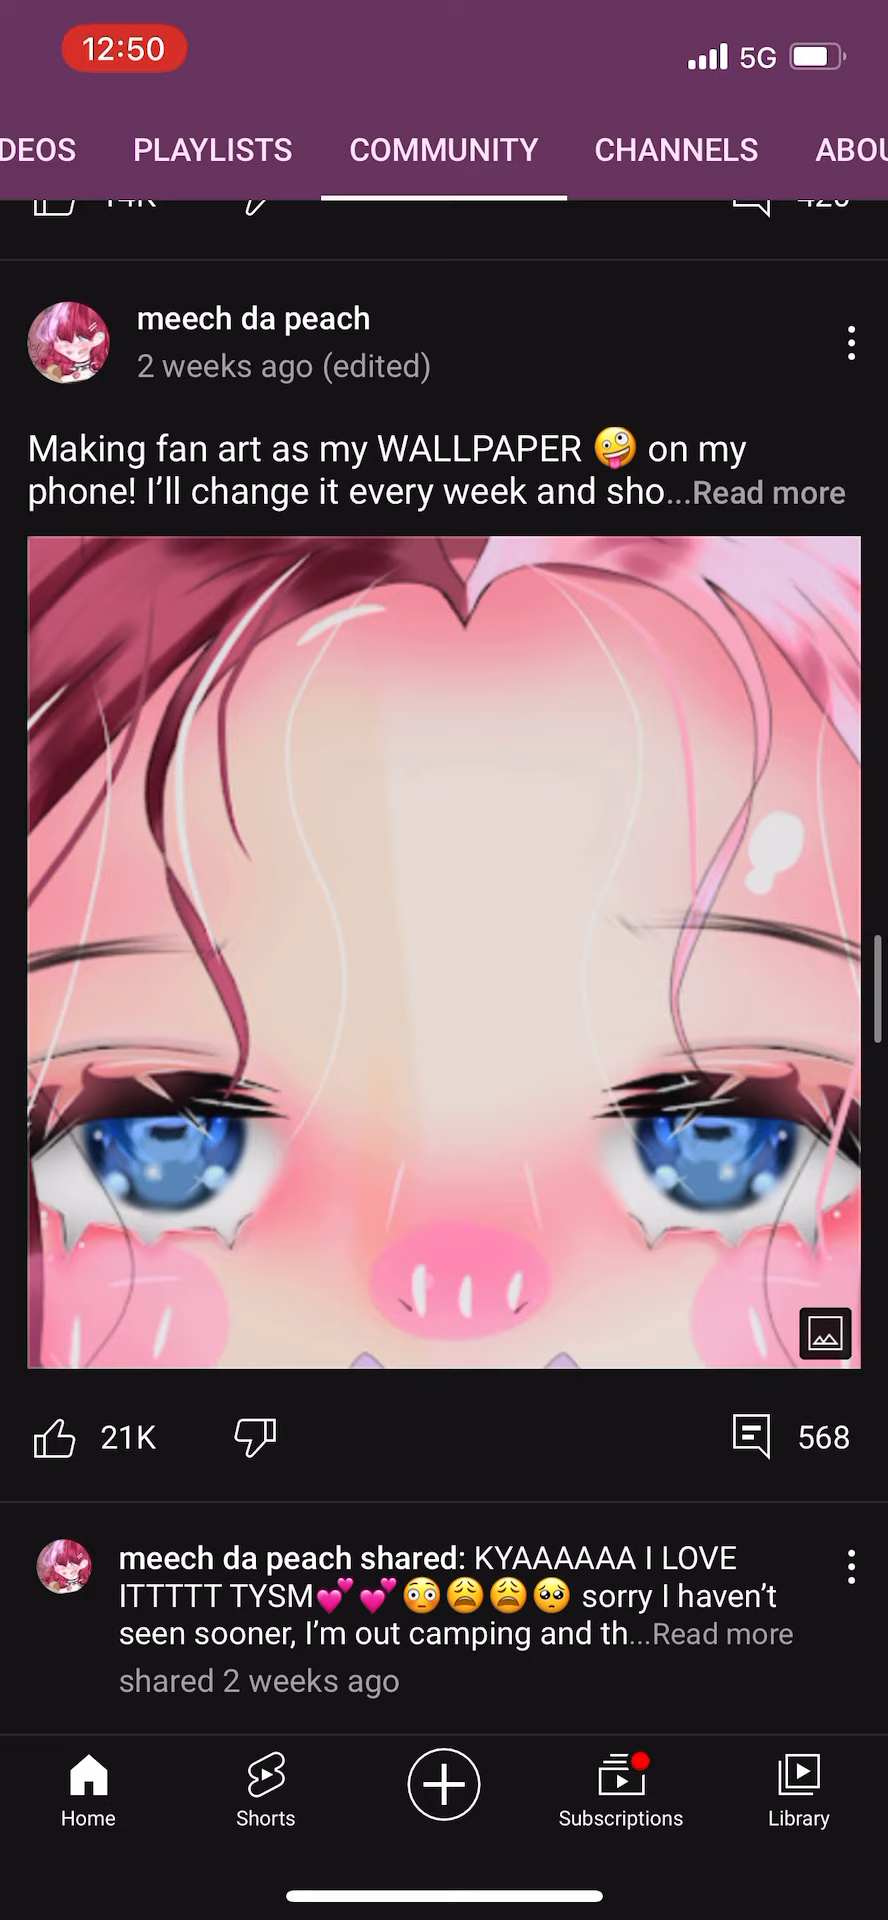 12:50
5G
DEOS PLAYLISTS COMMUNITY CHANNELS ABOU
14K 420
meech da peach
2 weeks ago (edited)
Making fan art as my WALLPAPER 🤪 on my
phone! I’ll change it every week and sho...Read more
21K 568
meech da peach shared: KYAAAAAA I LOVE
ITTTTT TYSM💕💕😳😩😩🥺 sorry I haven’t
seen sooner, I’m out camping and th...Read more
shared 2 weeks ago
Home Shorts Subscriptions Library